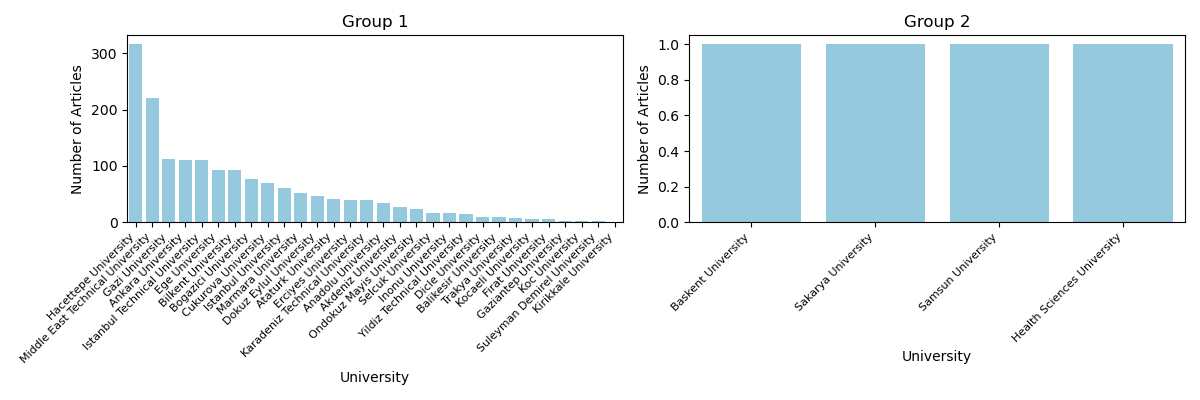 Group 1
Number of Articles
300
200
100
0
Hacettepe University
Middle East Technical University
Gazi University
Ankara University
Istanbul Technical University
Ege University
Bilkent University
Bogazici University
Cukurova University
Istanbul University
Marmara University
Dokuz Eylul University
Ataturk University
Erciyes University
Karadeniz Technical University
Anadolu University
Akdeniz University
Ondokuz Mayis University
Selcuk University
Inonu University
Yildiz Technical University
Dicle University
Balikesir University
Trakya University
Kocaeli University
Firat University
Gaziantep University
Koc University
Suleyman Demirel University
Kirikkale University
University
Group 2
Number of Articles
1.0
0.8
0.6
0.4
0.2
0.0
Baskent University
Sakarya University
Samsun University
Health Sciences University
University